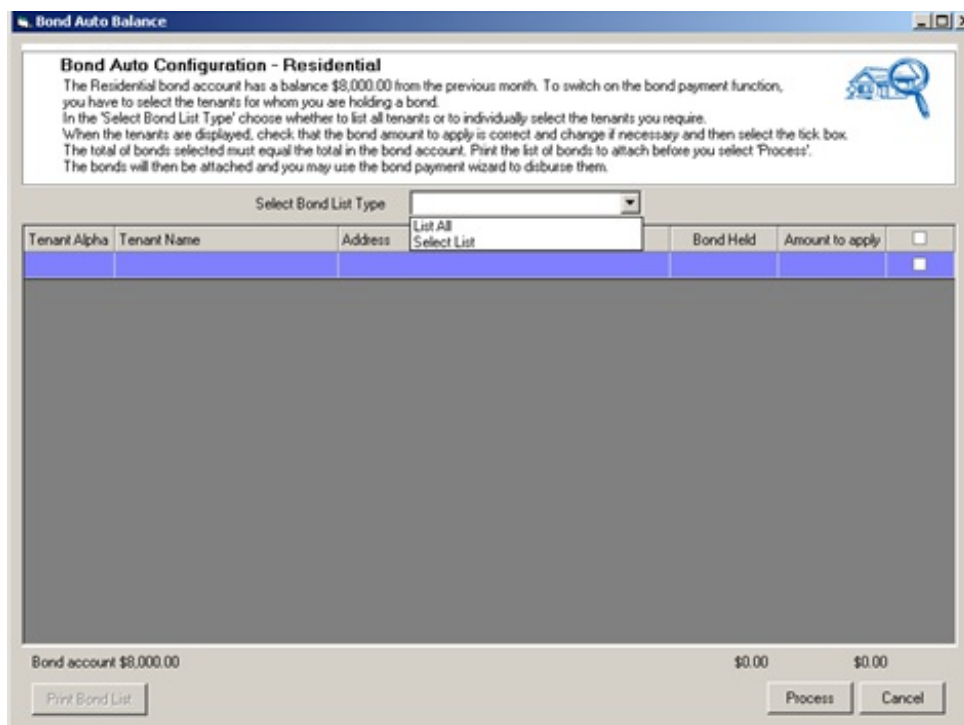 Bond Auto Balance
Bond Auto Configuration - Residential
The Residential bond account has a balance $8,000.00 from the previous month. To switch on the bond payment function,
you have to select the tenants for whom you are holding a bond.
In the 'Select Bond List Type' choose whether to list all tenants or to individually select the tenants you require.
When the tenants are displayed, check that the bond amount to apply is correct and change if necessary and then select the tick box.
The total of bonds selected must equal the total in the bond account. Print the list of bonds to attach before you select 'Process'.
The bonds will then be attached and you may use the bond payment wizard to disburse them.
Select Bond List Type
List All
Select List
Tenant Alpha Tenant Name Address Bond Held Amount to apply
Bond account $8,000.00 $0.00 $0.00
Print Bond List Process Cancel